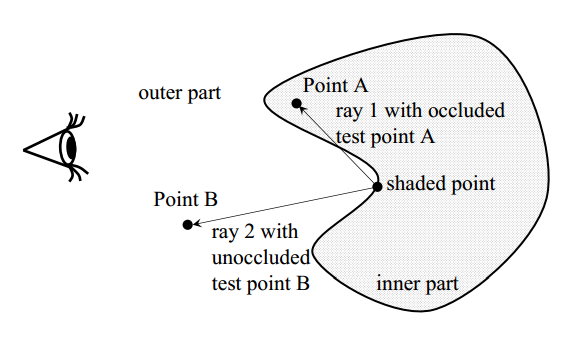 Point A
outer part
ray 1 with occluded
test point A
shaded point
Point B
ray 2 with
unoccluded
test point B
inner part